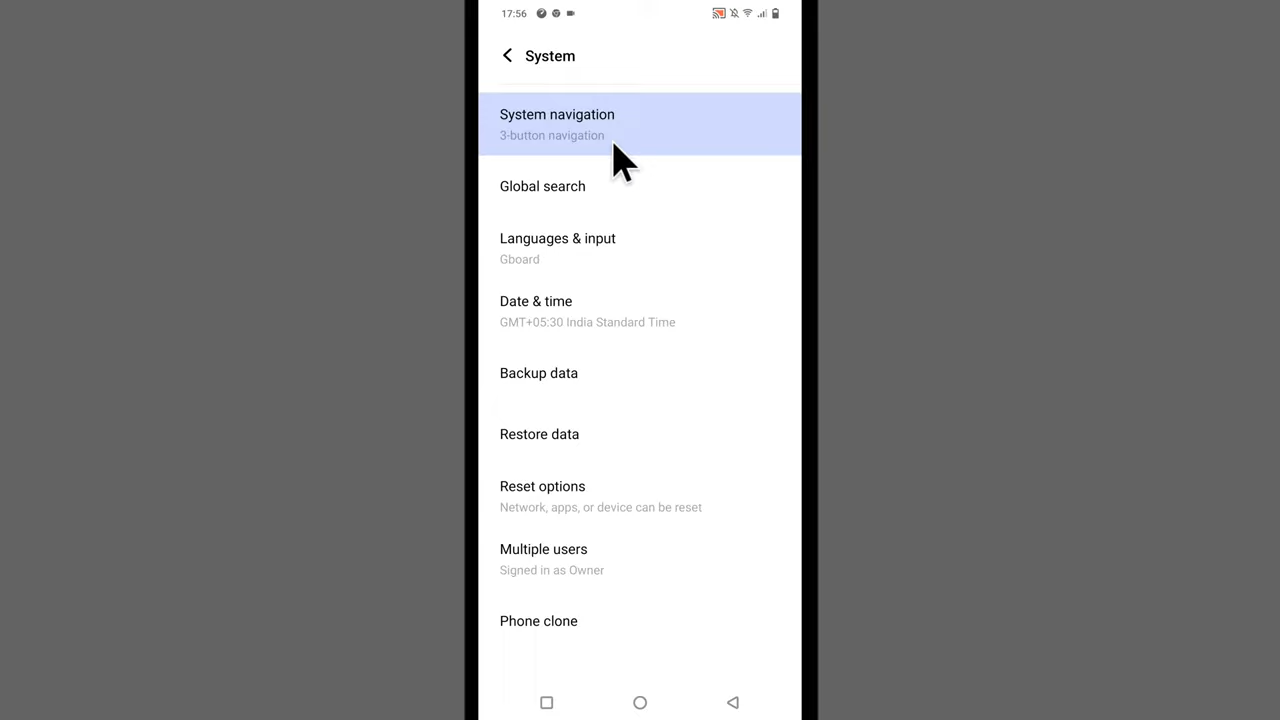 17:56
System
System navigation
3-button navigation
Global search
Languages & input
Gboard
Date & time
GMT+05:30 India Standard Time
Backup data
Restore data
Reset options
Network, apps, or device can be reset
Multiple users
Signed in as Owner
Phone clone